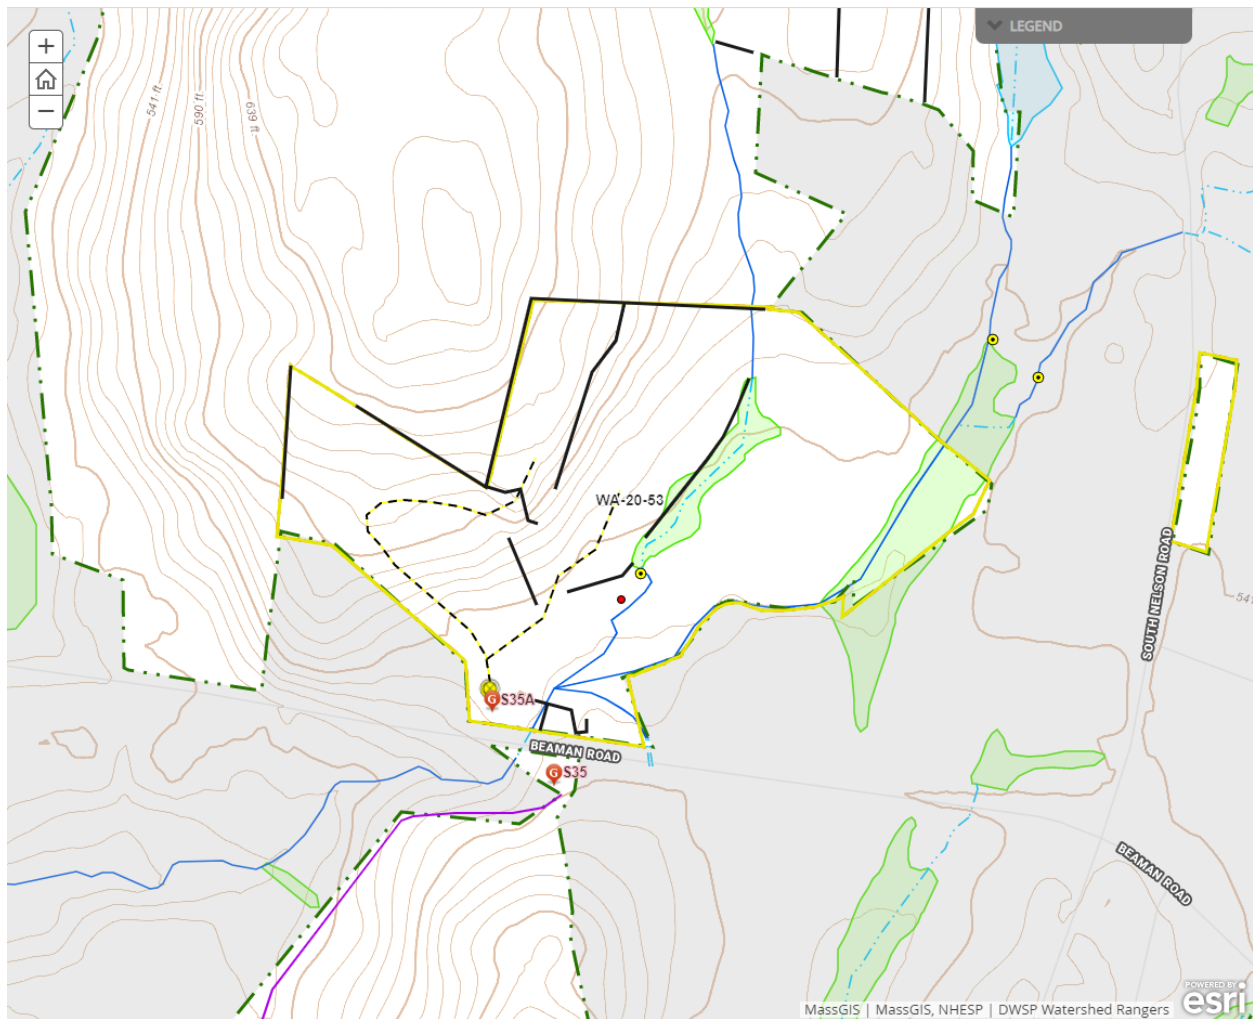 LEGEND
+
−
541 ft.
590 ft.
639 ft.
WA-20-53
SOUTH NELSON ROAD
541
G S35A
BEAMAN ROAD
G S35
BEAMAN ROAD
MassGIS | MassGIS, NHESP | DWSP Watershed Rangers
POWERED BY
esri